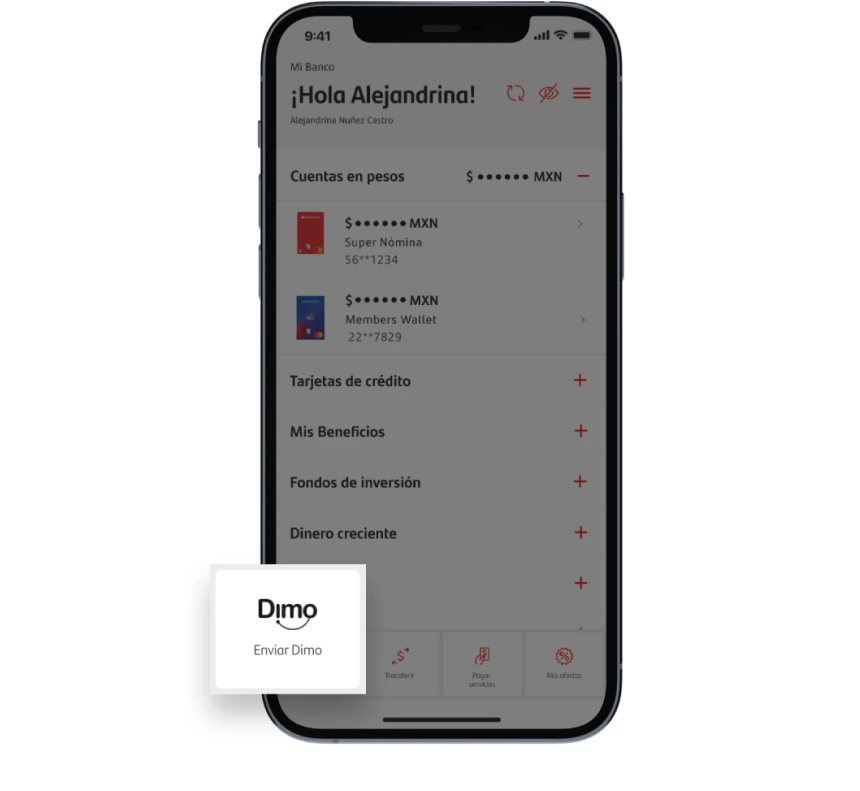 9:41
Mi Banco
¡Hola Alejandrina!
Alejandrina Nuñez Castro
Cuentas en pesos $ •••••• MXN
$ •••••• MXN
Super Nómina
56**1234
$ •••••• MXN
Members Wallet
22**7829
Tarjetas de crédito
Mis Beneficios
Fondos de inversión
Dinero creciente
Dimo
Enviar Dimo
Transferir
Pagar
servicios
Mis ofertas